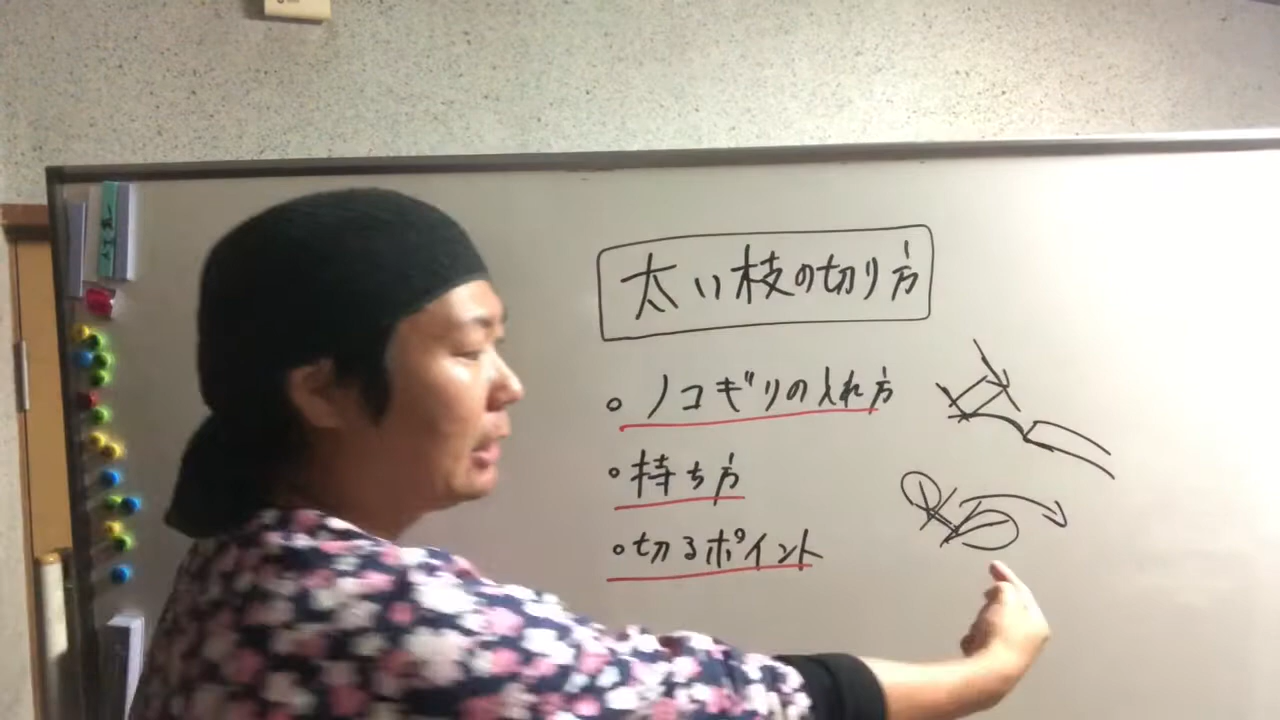 太い枝の切り方
。ノコギリの入れ方
。持ち方
。切るポイント